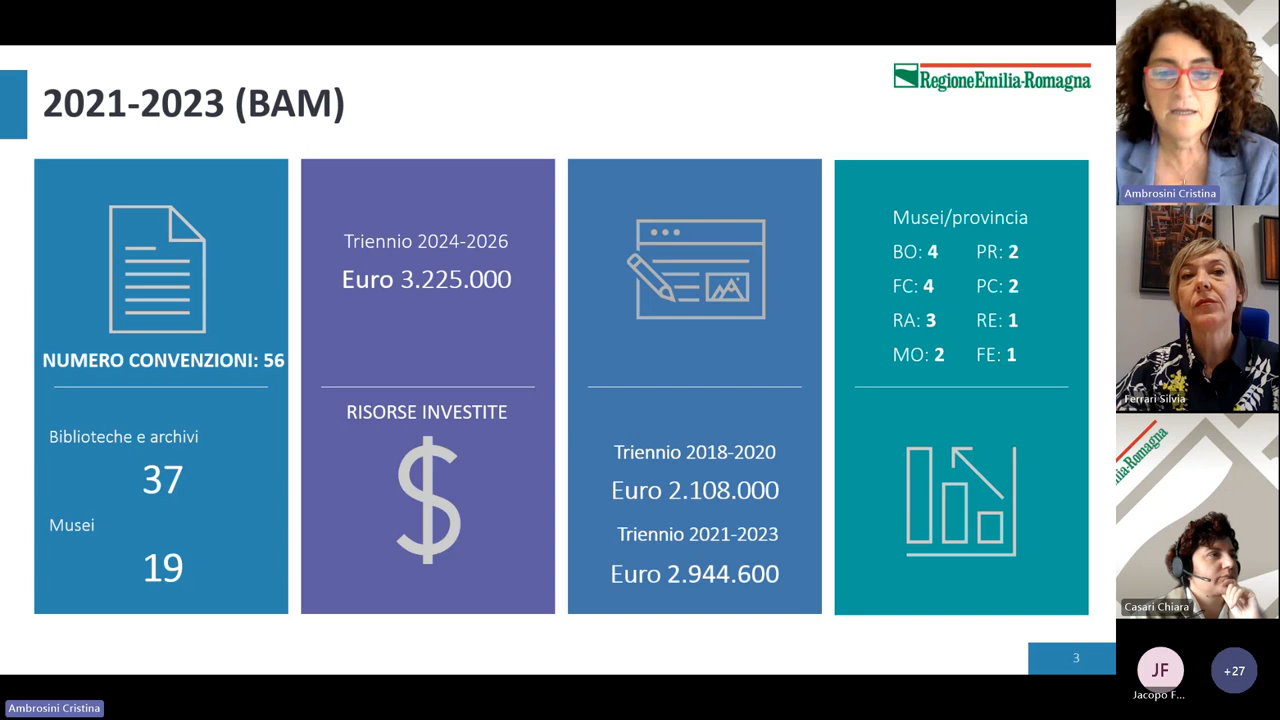 2021-2023 (BAM)
RegioneEmilia-Romagna
NUMERO CONVENZIONI: 56
Biblioteche e archivi
37
Musei
19
Triennio 2024-2026
Euro 3.225.000
RISORSE INVESTITE
$
Triennio 2018-2020
Euro 2.108.000
Triennio 2021-2023
Euro 2.944.600
Musei/provincia
BO: 4 PR: 2
FC: 4 PC: 2
RA: 3 RE: 1
MO: 2 FE: 1
3
Ambrosini Cristina
Ambrosini Cristina
Ferrari Silvia
ilia-Romagna
Casari Chiara
JF
Jacopo F...
+27